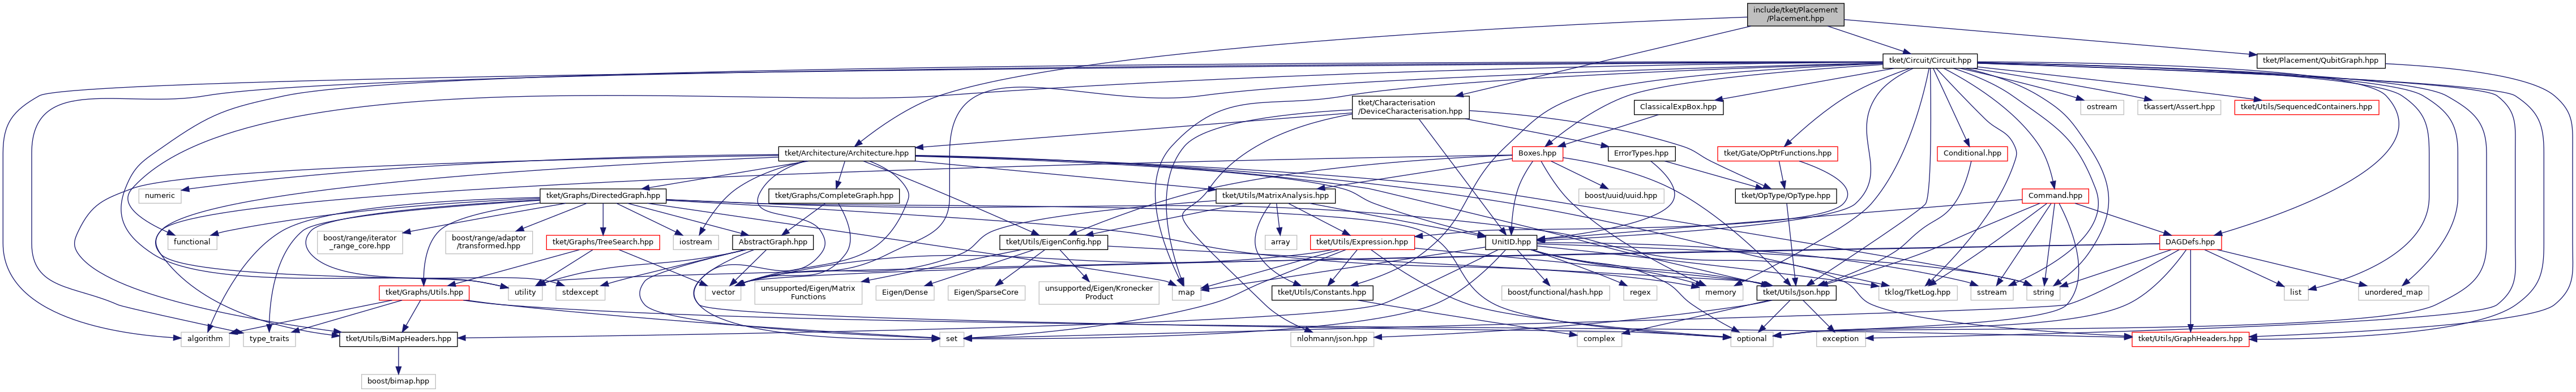 include/tket/Placement
/Placement.hpp
tket/Circuit/Circuit.hpp
tket/Placement/QubitGraph.hpp
tket/Characterisation
/DeviceCharacterisation.hpp
ClassicalExpBox.hpp
ostream
tkassert/Assert.hpp
tket/Utils/SequencedContainers.hpp
tket/Architecture/Architecture.hpp
Boxes.hpp
ErrorTypes.hpp
tket/Gate/OpPtrFunctions.hpp
Conditional.hpp
numeric
tket/Graphs/DirectedGraph.hpp
tket/Graphs/CompleteGraph.hpp
tket/Utils/MatrixAnalysis.hpp
boost/uuid/uuid.hpp
tket/OpType/OpType.hpp
Command.hpp
functional
boost/range/iterator
_range_core.hpp
boost/range/adaptor
/transformed.hpp
tket/Graphs/TreeSearch.hpp
iostream
AbstractGraph.hpp
tket/Utils/EigenConfig.hpp
array
tket/Utils/Expression.hpp
UnitID.hpp
DAGDefs.hpp
tket/Graphs/Utils.hpp
utility
stdexcept
vector
unsupported/Eigen/Matrix
Functions
Eigen/Dense
Eigen/SparseCore
unsupported/Eigen/Kronecker
Product
map
tket/Utils/Constants.hpp
boost/functional/hash.hpp
regex
memory
tket/Utils/Json.hpp
tklog/TketLog.hpp
sstream
string
list
unordered_map
algorithm
type_traits
tket/Utils/BiMapHeaders.hpp
set
nlohmann/json.hpp
complex
optional
exception
tket/Utils/GraphHeaders.hpp
boost/bimap.hpp